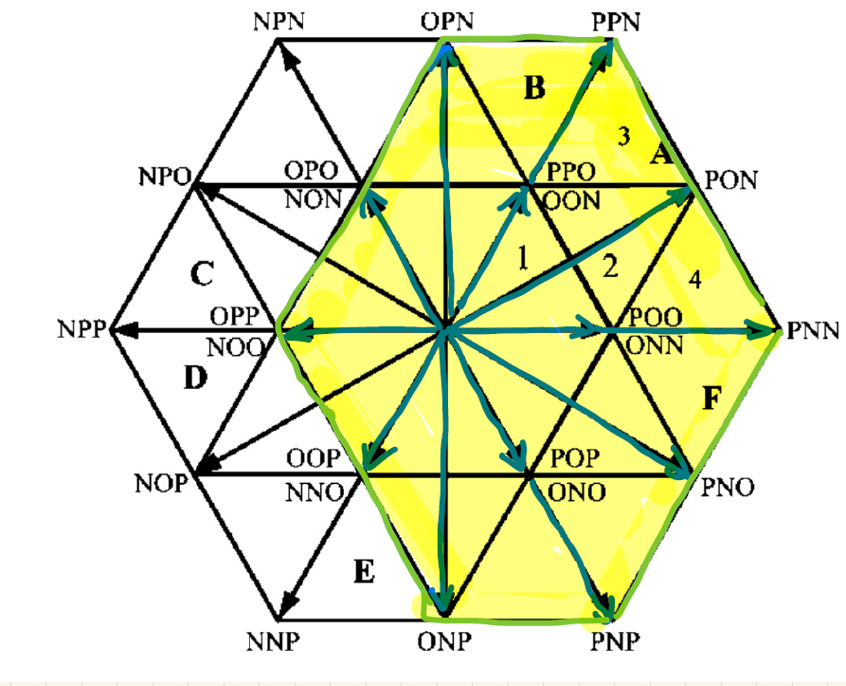 NPN OPN PPN
B
3
A
NPO OPO PPO PON
NON OON
1 2 4
C
NPP OPP POO PNN
NOO ONN
D F
NOP OOP POP PNO
NNO ONO
E
NNP ONP PNP